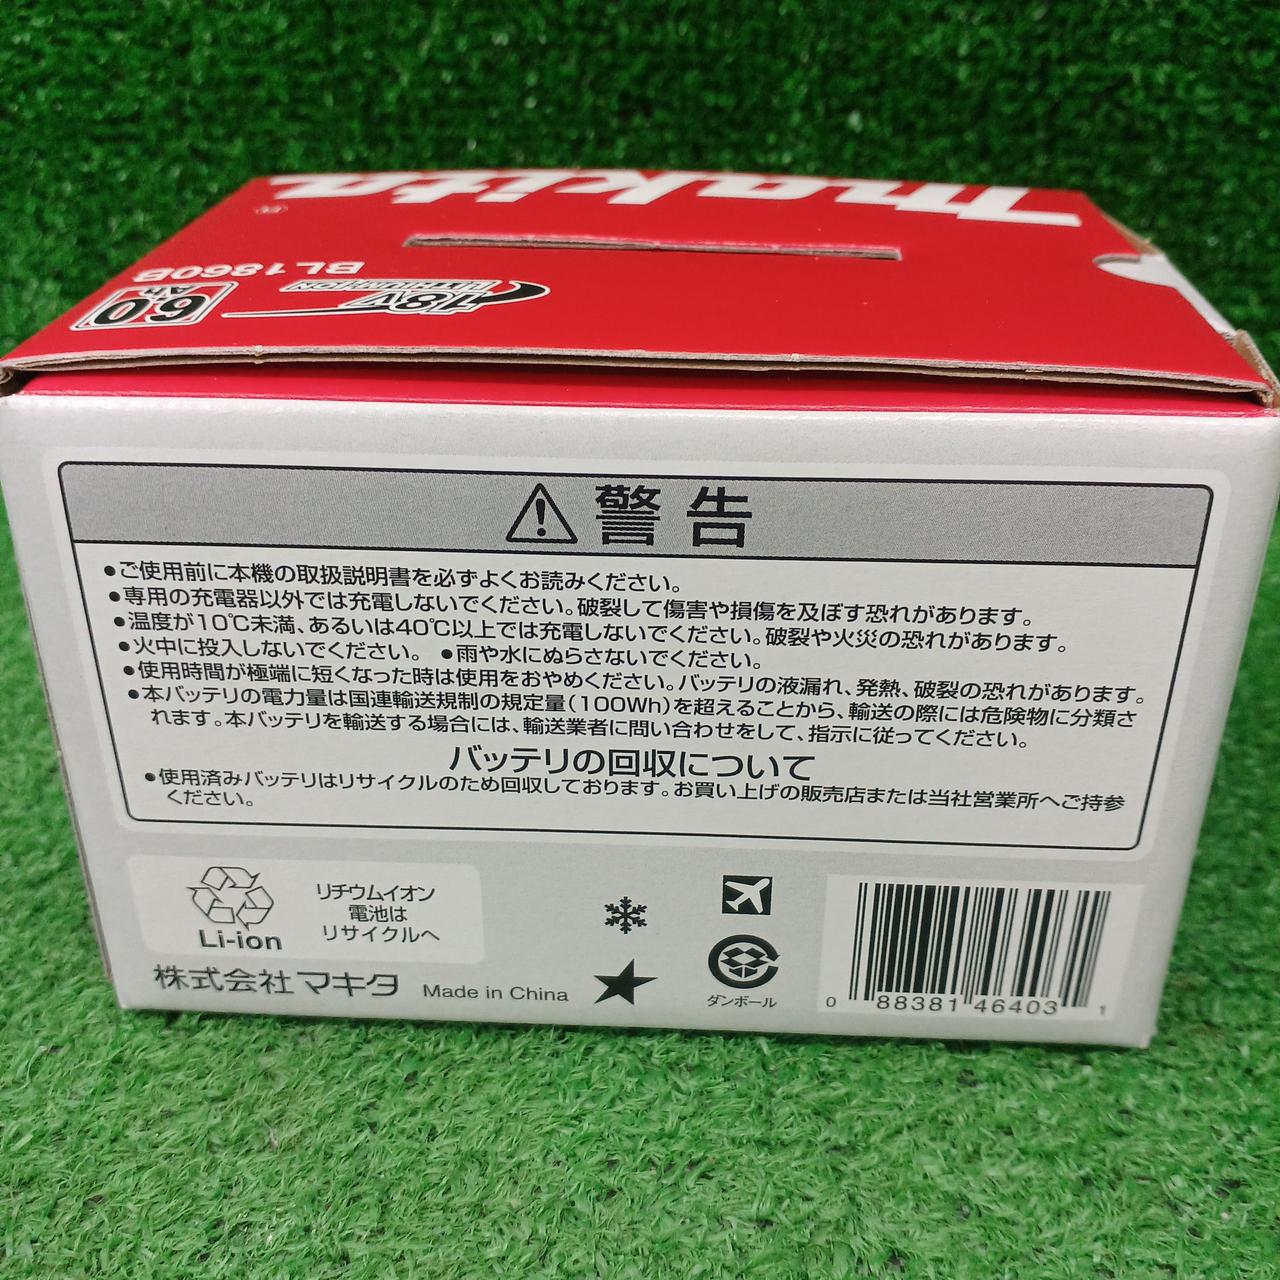 makita
BL1860B
18V
LITHIUM-ION
6.0
Ah
警告
●ご使用前に本機の取扱説明書を必ずよくお読みください。
●専用の充電器以外では充電しないでください。破裂して傷害や損傷を及ぼす恐れがあります。
●温度が10℃未満、あるいは40℃以上では充電しないでください。破裂や火災の恐れがあります。
●火中に投入しないでください。 ●雨や水にぬらさないでください。
●使用時間が極端に短くなった時は使用をおやめください。バッテリの液漏れ、発熱、破裂の恐れがあります。
●本バッテリの電力量は国連輸送規制の規定量(100Wh)を超えることから、輸送の際には危険物に分類さ
れます。本バッテリを輸送する場合には、輸送業者に問い合わせをして、指示に従ってください。
バッテリの回収について
●使用済みバッテリはリサイクルのため回収しております。お買い上げの販売店または当社営業所へご持参
ください。
Li-ion
リチウムイオン
電池は
リサイクルへ
株式会社マキタ
Made in China
ダンボール
0 88381 46403 1